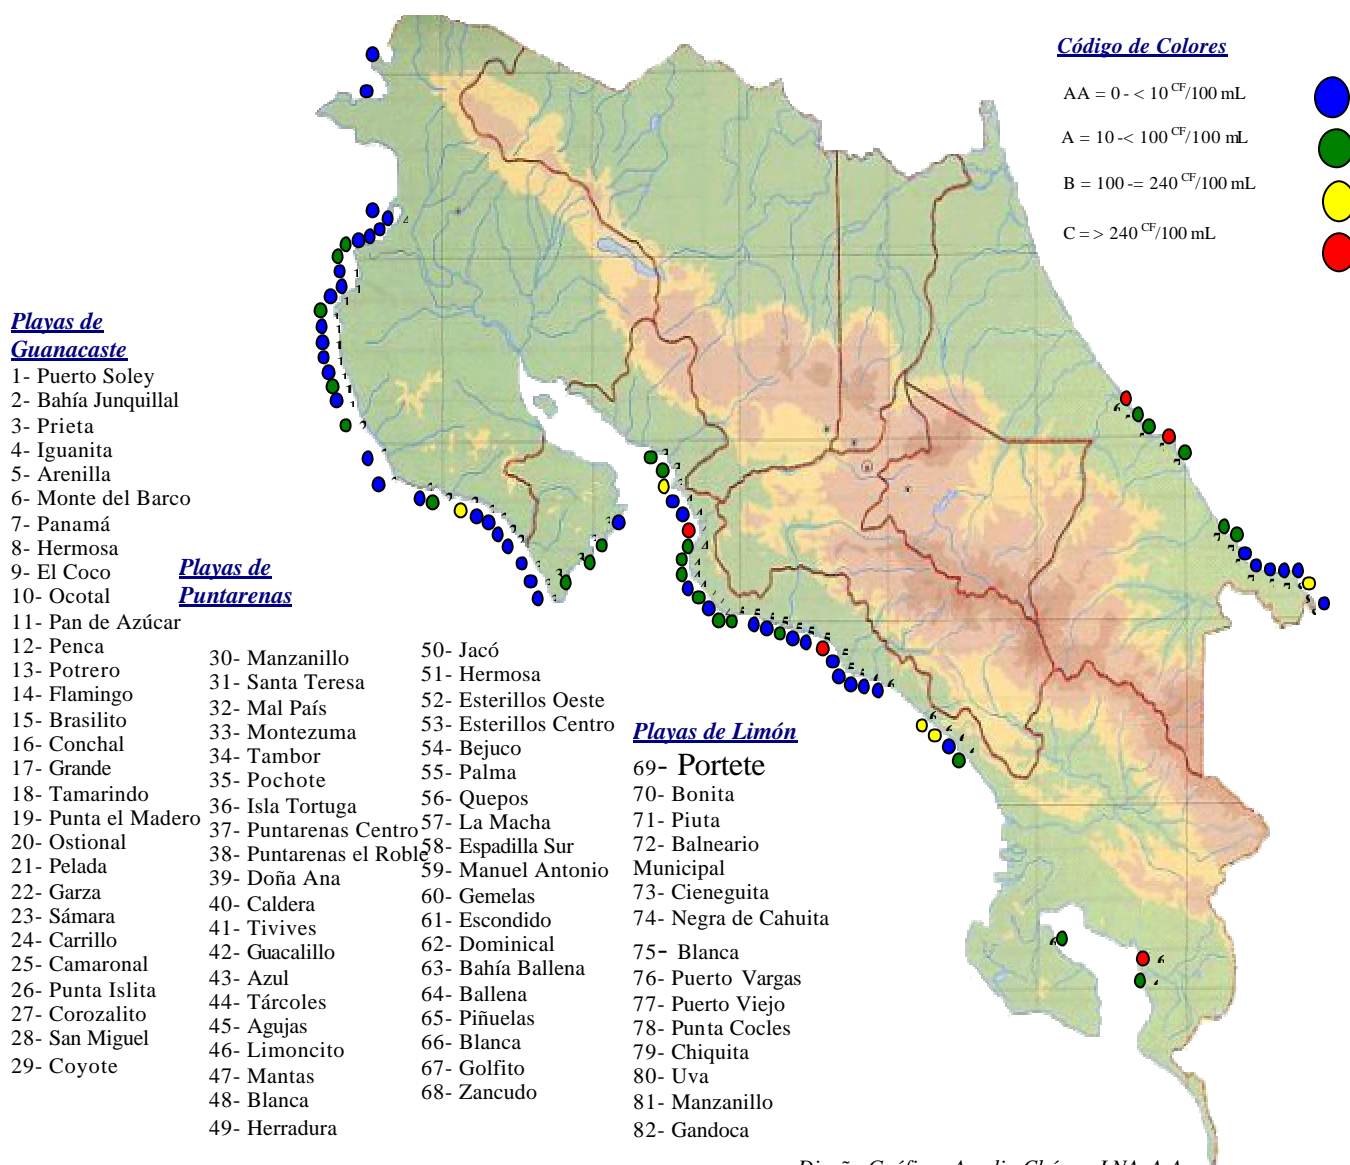 Código de Colores
AA = 0 - < 10 CF/100 mL
A = 10 -< 100 CF/100 mL
B = 100 -= 240 CF/100 mL
C = > 240 CF/100 mL
Playas de
Guanacaste
1- Puerto Soley
2- Bahía Junquillal
3- Prieta
4- Iguanita
5- Arenilla
6- Monte del Barco
7- Panamá
8- Hermosa
9- El Coco
10- Ocotal
11- Pan de Azúcar
12- Penca
13- Potrero
14- Flamingo
15- Brasilito
16- Conchal
17- Grande
18- Tamarindo
19- Punta el Madero
20- Ostional
21- Pelada
22- Garza
23- Sámara
24- Carrillo
25- Camaronal
26- Punta Islita
27- Corozalito
28- San Miguel
29- Coyote
Playas de
Puntarenas
30- Manzanillo
31- Santa Teresa
32- Mal País
33- Montezuma
34- Tambor
35- Pochote
36- Isla Tortuga
37- Puntarenas Centro
38- Puntarenas el Roble
39- Doña Ana
40- Caldera
41- Tivives
42- Guacalillo
43- Azul
44- Tárcoles
45- Agujas
46- Limoncito
47- Mantas
48- Blanca
49- Herradura
50- Jacó
51- Hermosa
52- Esterillos Oeste
53- Esterillos Centro
54- Bejuco
55- Palma
56- Quepos
57- La Macha
58- Espadilla Sur
59- Manuel Antonio
60- Gemelas
61- Escondido
62- Dominical
63- Bahía Ballena
64- Ballena
65- Piñuelas
66- Blanca
67- Golfito
68- Zancudo
Playas de Limón
69- Portete
70- Bonita
71- Piuta
72- Balneario
Municipal
73- Cieneguita
74- Negra de Cahuita
75- Blanca
76- Puerto Vargas
77- Puerto Viejo
78- Punta Cocles
79- Chiquita
80- Uva
81- Manzanillo
82- Gandoca